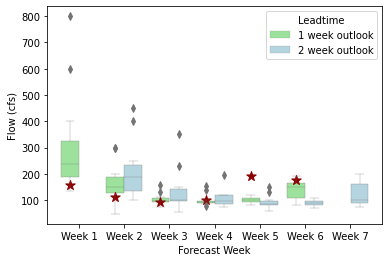 Leadtime
1 week outlook
2 week outlook
Flow (cfs)
800
700
600
500
400
300
200
100
Week 1 Week 2 Week 3 Week 4 Week 5 Week 6 Week 7
Forecast Week